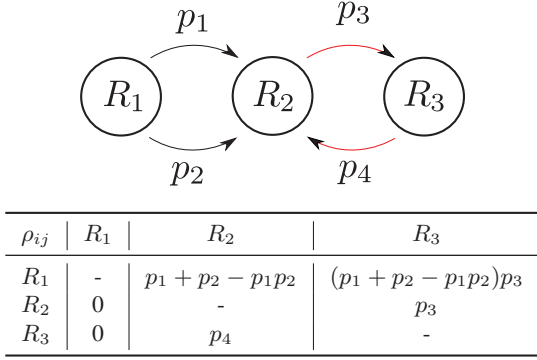 p₁ p₃
R₁ R₂ R₃
p₂ p₄
ρᵢⱼ R₁ R₂ R₃
R₁ - p₁ + p₂ − p₁p₂ (p₁ + p₂ − p₁p₂)p₃
R₂ 0 - p₃
R₃ 0 p₄ -